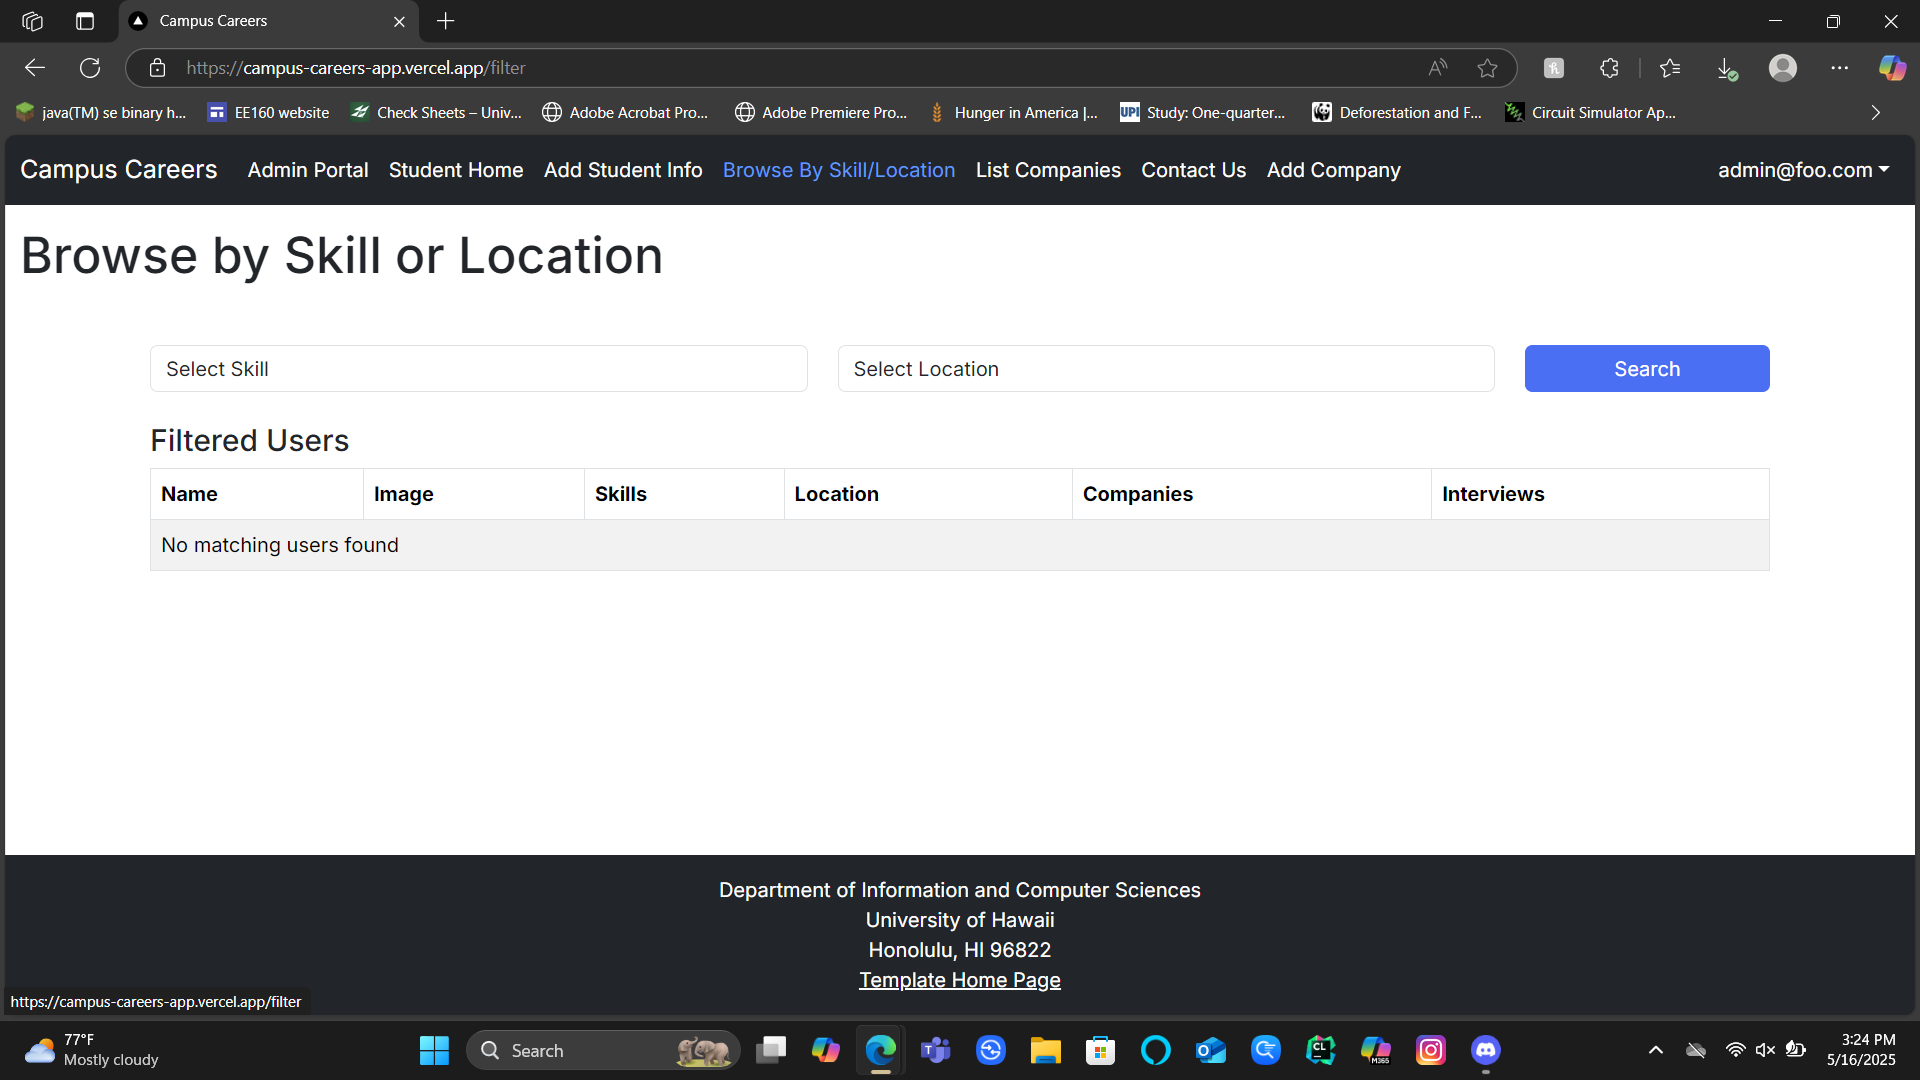 Campus Careers
https://campus-careers-app.vercel.app/filter
java(TM) se binary h...
EE160 website
Check Sheets – Univ...
Adobe Acrobat Pro...
Adobe Premiere Pro...
Hunger in America |...
UPI
Study: One-quarter...
Deforestation and F...
Circuit Simulator Ap...
Campus Careers
Admin Portal
Student Home
Add Student Info
Browse By Skill/Location
List Companies
Contact Us
Add Company
admin@foo.com
Browse by Skill or Location
Select Skill
Select Location
Search
Filtered Users
Name
Image
Skills
Location
Companies
Interviews
No matching users found
Department of Information and Computer Sciences
University of Hawaii
Honolulu, HI 96822
Template Home Page
https://campus-careers-app.vercel.app/filter
77°F
Mostly cloudy
Search
CL
M365
3:24 PM
5/16/2025